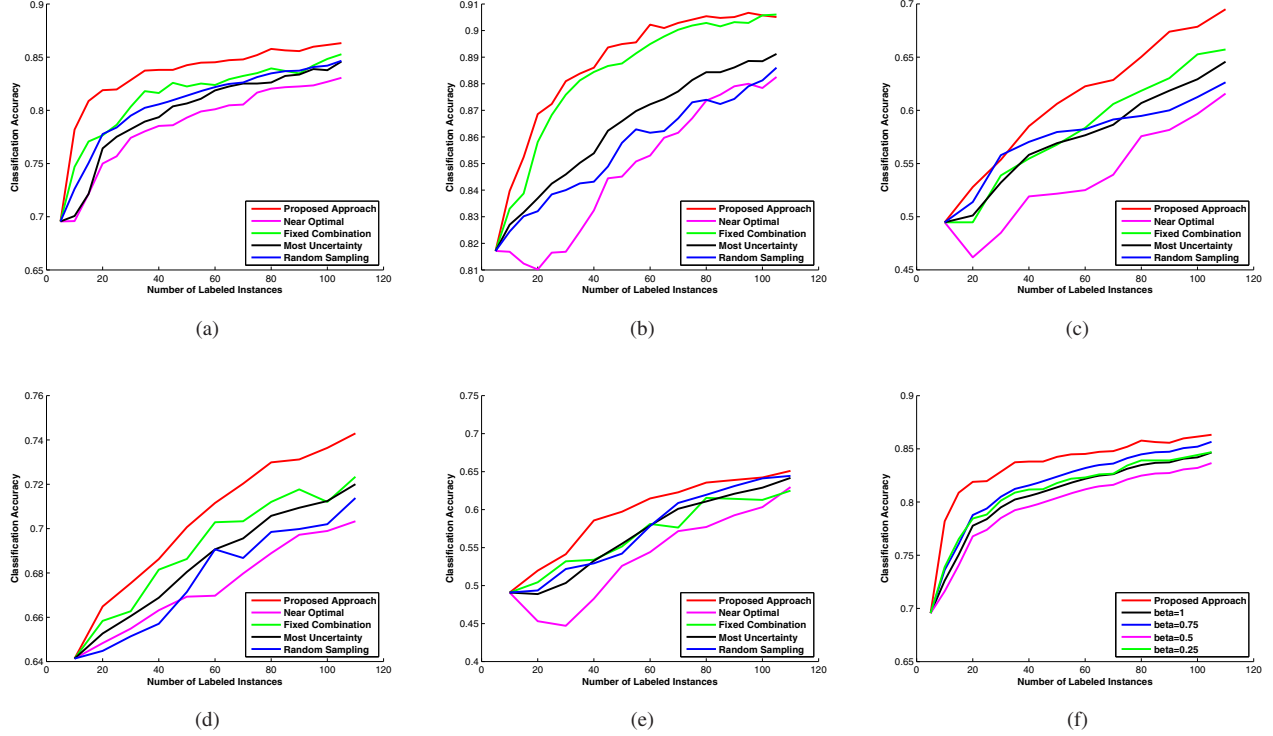 0.9
0.85
0.8
0.75
0.7
0.65
0
20
40
60
80
100
120
Classification Accuracy
Number of Labeled Instances
Proposed Approach
Near Optimal
Fixed Combination
Most Uncertainty
Random Sampling
(a)
0.91
0.9
0.89
0.88
0.87
0.86
0.85
0.84
0.83
0.82
0.81
0
20
40
60
80
100
120
Classification Accuracy
Number of Labeled Instances
Proposed Approach
Near Optimal
Fixed Combination
Most Uncertainty
Random Sampling
(b)
0.7
0.65
0.6
0.55
0.5
0.45
0
20
40
60
80
100
120
Classification Accuracy
Number of Labeled Instances
Proposed Approach
Near Optimal
Fixed Combination
Most Uncertainty
Random Sampling
(c)
0.76
0.74
0.72
0.7
0.68
0.66
0.64
0
20
40
60
80
100
120
Classification Accuracy
Number of Labeled Instances
Proposed Approach
Near Optimal
Fixed Combination
Most Uncertainty
Random Sampling
(d)
0.75
0.7
0.65
0.6
0.55
0.5
0.45
0.4
0
20
40
60
80
100
120
Classification Accuracy
Number of Labeled Instances
Proposed Approach
Near Optimal
Fixed Combination
Most Uncertainty
Random Sampling
(e)
0.9
0.85
0.8
0.75
0.7
0.65
0
20
40
60
80
100
120
Classification Accuracy
Number of Labeled Instances
Proposed Approach
beta=1
beta=0.75
beta=0.5
beta=0.25
(f)